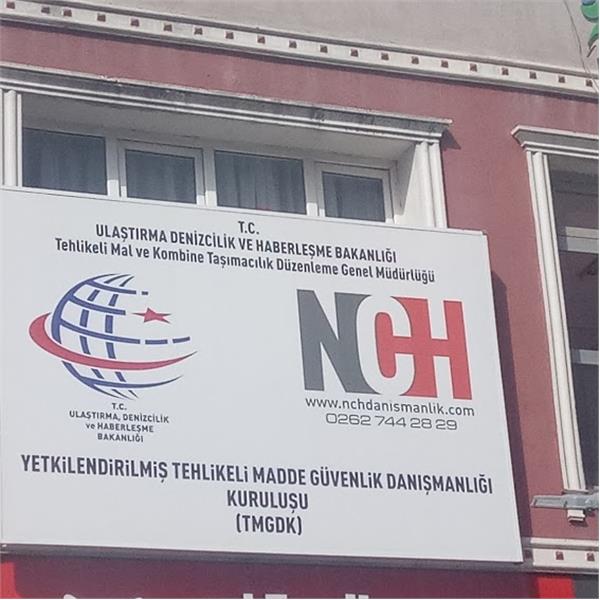 T.C.
ULAŞTIRMA DENİZCİLİK VE HABERLEŞME BAKANLIĞI
Tehlikeli Mal ve Kombine Taşımacılık Düzenleme Genel Müdürlüğü
T.C.
ULAŞTIRMA, DENİZCİLİK
ve HABERLEŞME
BAKANLIĞI
NCH
www.nchdanismanlik.com
0262 744 28 29
YETKİLENDİRİLMİŞ TEHLİKELİ MADDE GÜVENLİK DANIŞMANLIĞI
KURULUŞU
(TMGDK)